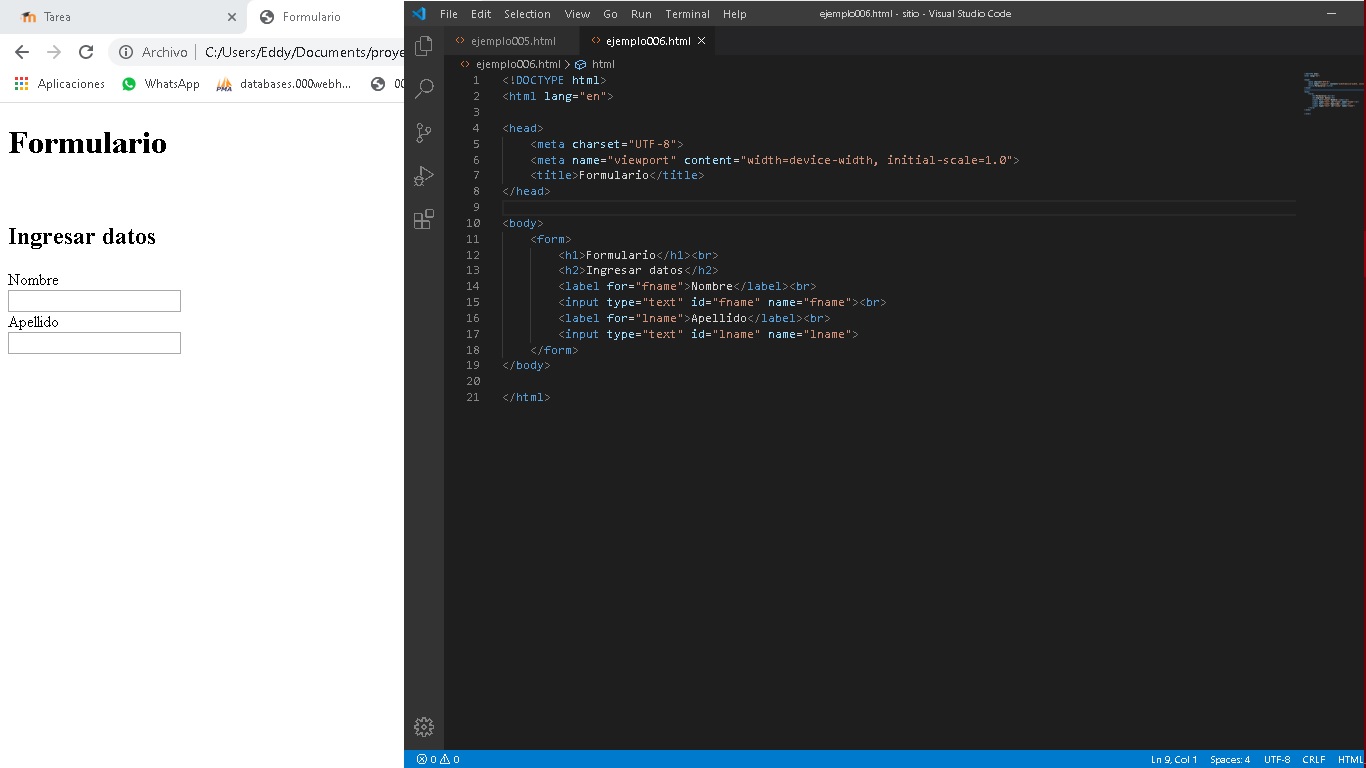 Tarea
Formulario
Archivo
C:/Users/Eddy/Documents/proye
Aplicaciones
WhatsApp
PMA
databases.000webh...
00
Formulario
Ingresar datos
Nombre
Apellido
File Edit Selection View Go Run Terminal Help
ejemplo006.html - sitio - Visual Studio Code
ejemplo005.html
ejemplo006.html
ejemplo006.html > html
1 <!DOCTYPE html>
2 <html lang="en">
3
4 <head>
5 <meta charset="UTF-8">
6 <meta name="viewport" content="width=device-width, initial-scale=1.0">
7 <title>Formulario</title>
8 </head>
9
10 <body>
11 <form>
12 <h1>Formulario</h1><br>
13 <h2>Ingresar datos</h2>
14 <label for="fname">Nombre</label><br>
15 <input type="text" id="fname" name="fname"><br>
16 <label for="lname">Apellido</label><br>
17 <input type="text" id="lname" name="lname">
18 </form>
19 </body>
20
21 </html>
0 0
Ln 9, Col 1 Spaces: 4 UTF-8 CRLF HTML